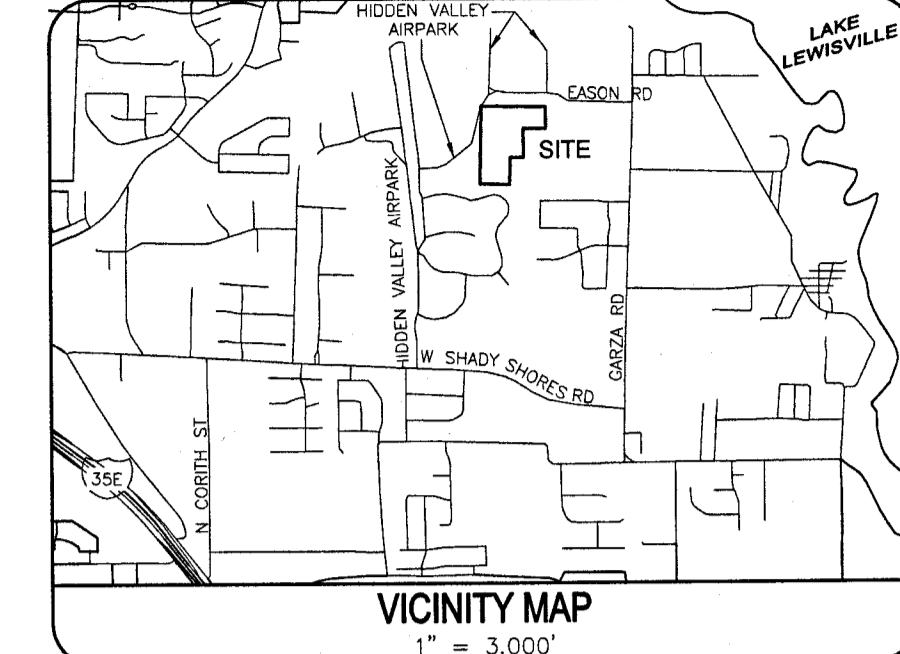 HIDDEN VALLEY
AIRPARK
LAKE
LEWISVILLE
EASON RD
SITE
HIDDEN VALLEY AIRPARK
GARZA RD
W SHADY SHORES RD
N CORITH ST
35E
VICINITY MAP
1" = 3,000'